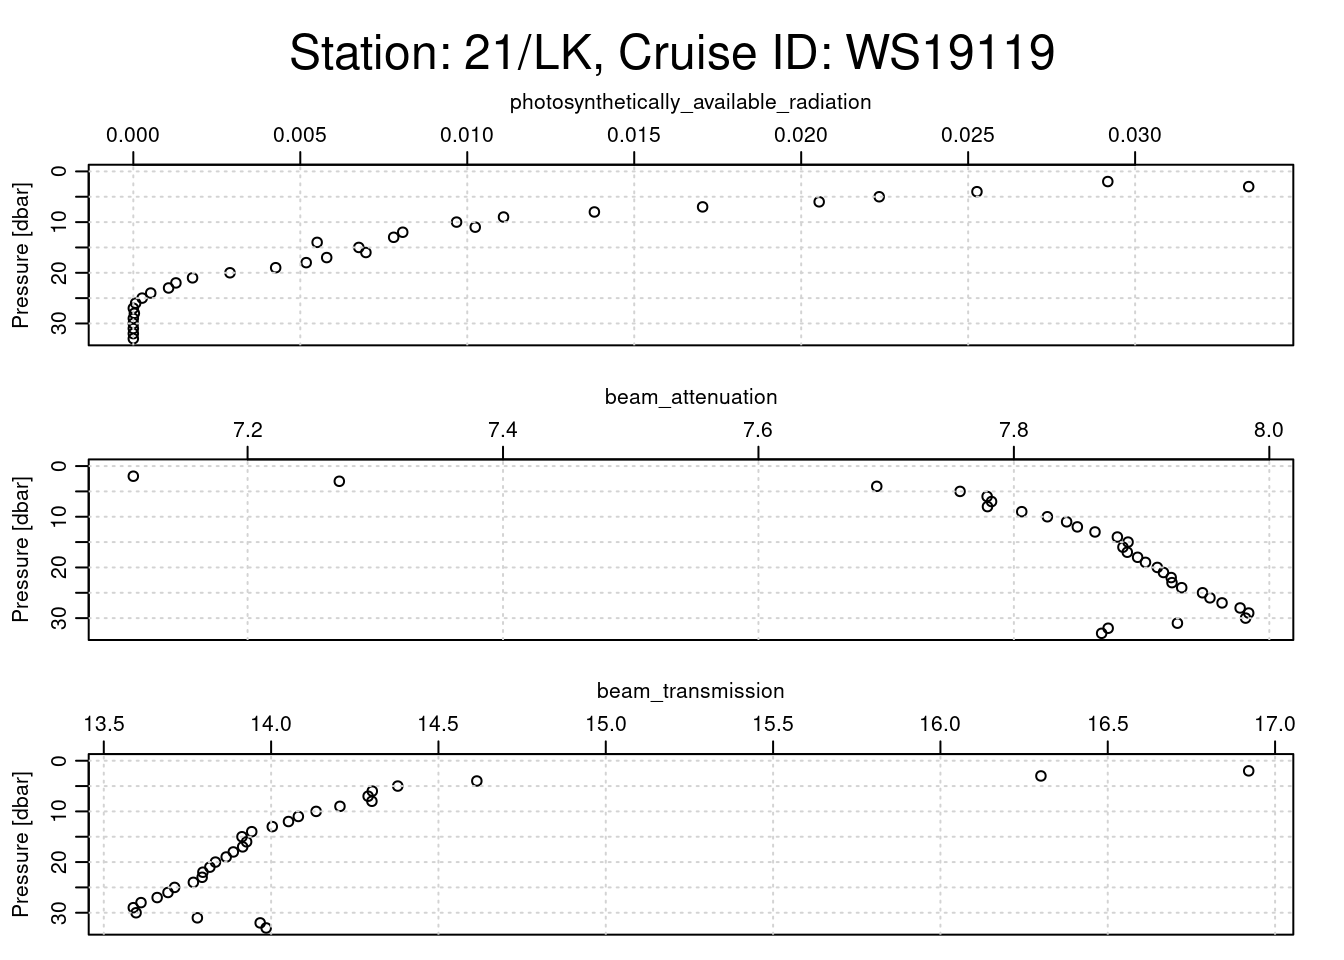 Station: 21/LK, Cruise ID: WS19119
photosynthetically_available_radiation
0.000 0.005 0.010 0.015 0.020 0.025 0.030
Pressure [dbar]
0
10
20
30
beam_attenuation
7.2 7.4 7.6 7.8 8.0
Pressure [dbar]
0
10
20
30
beam_transmission
13.5 14.0 14.5 15.0 15.5 16.0 16.5 17.0
Pressure [dbar]
0
10
20
30